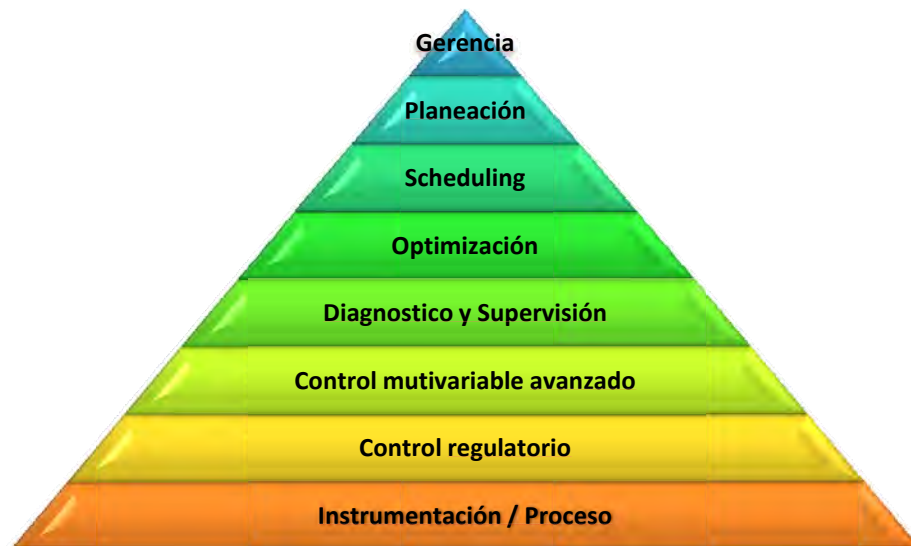 Gerencia
Planeación
Scheduling
Optimización
Diagnostico y Supervisión
Control mutivariable avanzado
Control regulatorio
Instrumentación / Proceso